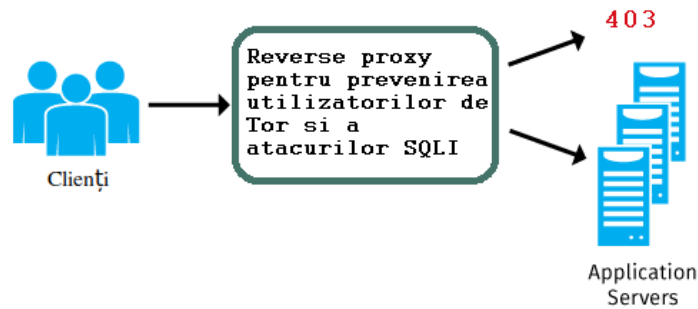 403
Reverse proxy
pentru prevenirea
utilizatorilor de
Tor si a
atacurilor SQLI
Clienți
Application
Servers